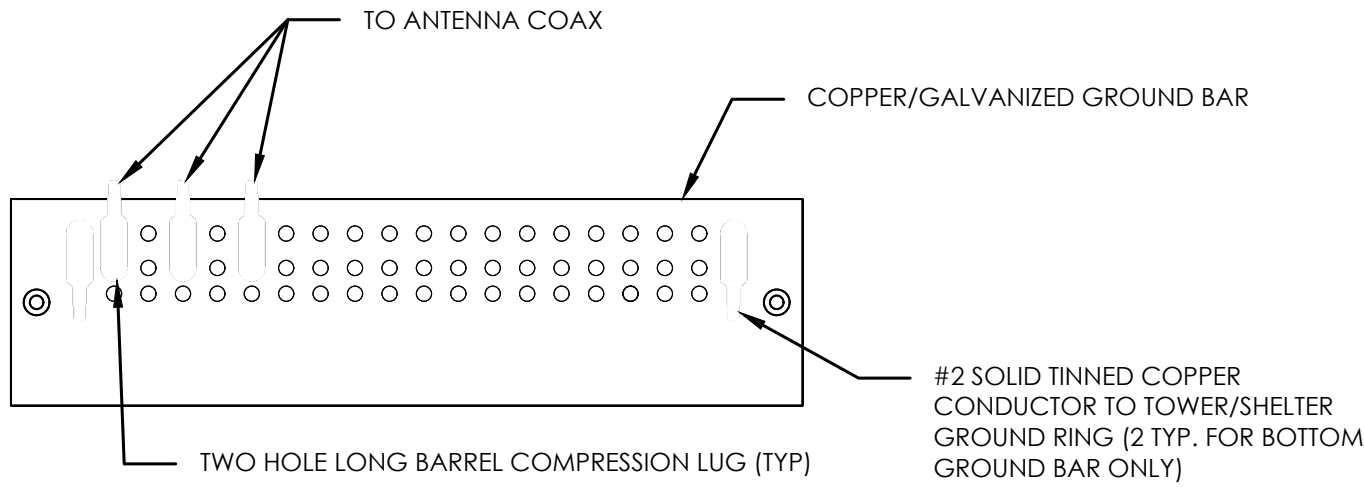 TO ANTENNA COAX
COPPER/GALVANIZED GROUND BAR
#2 SOLID TINNED COPPER
CONDUCTOR TO TOWER/SHELTER
GROUND RING (2 TYP. FOR BOTTOM
GROUND BAR ONLY)
TWO HOLE LONG BARREL COMPRESSION LUG (TYP)